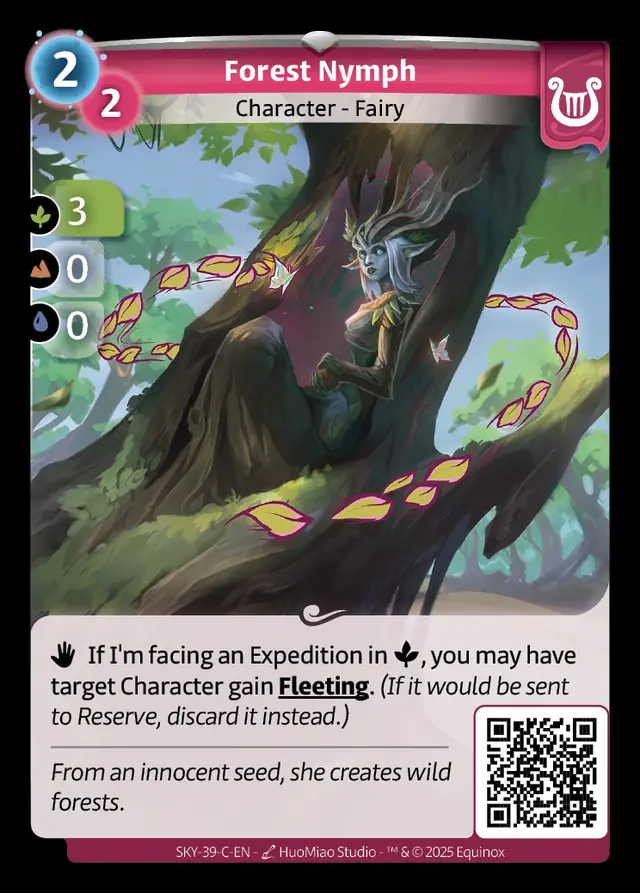 2
2
Forest Nymph
Character - Fairy
3
0
0
If I'm facing an Expedition in , you may have
target Character gain Fleeting. (If it would be sent
to Reserve, discard it instead.)
From an innocent seed, she creates wild
forests.
SKY-39-C-EN - HuoMiao Studio - ™ & © 2025 Equinox